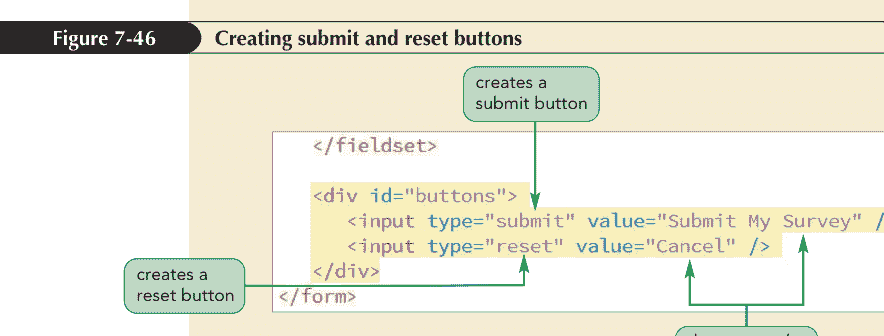 Figure 7-46 Creating submit and reset buttons
creates a
submit button
</fieldset>
<div id="buttons">
<input type="submit" value="Submit My Survey" /
<input type="reset" value="Cancel" />
</div>
</form>
creates a
reset button